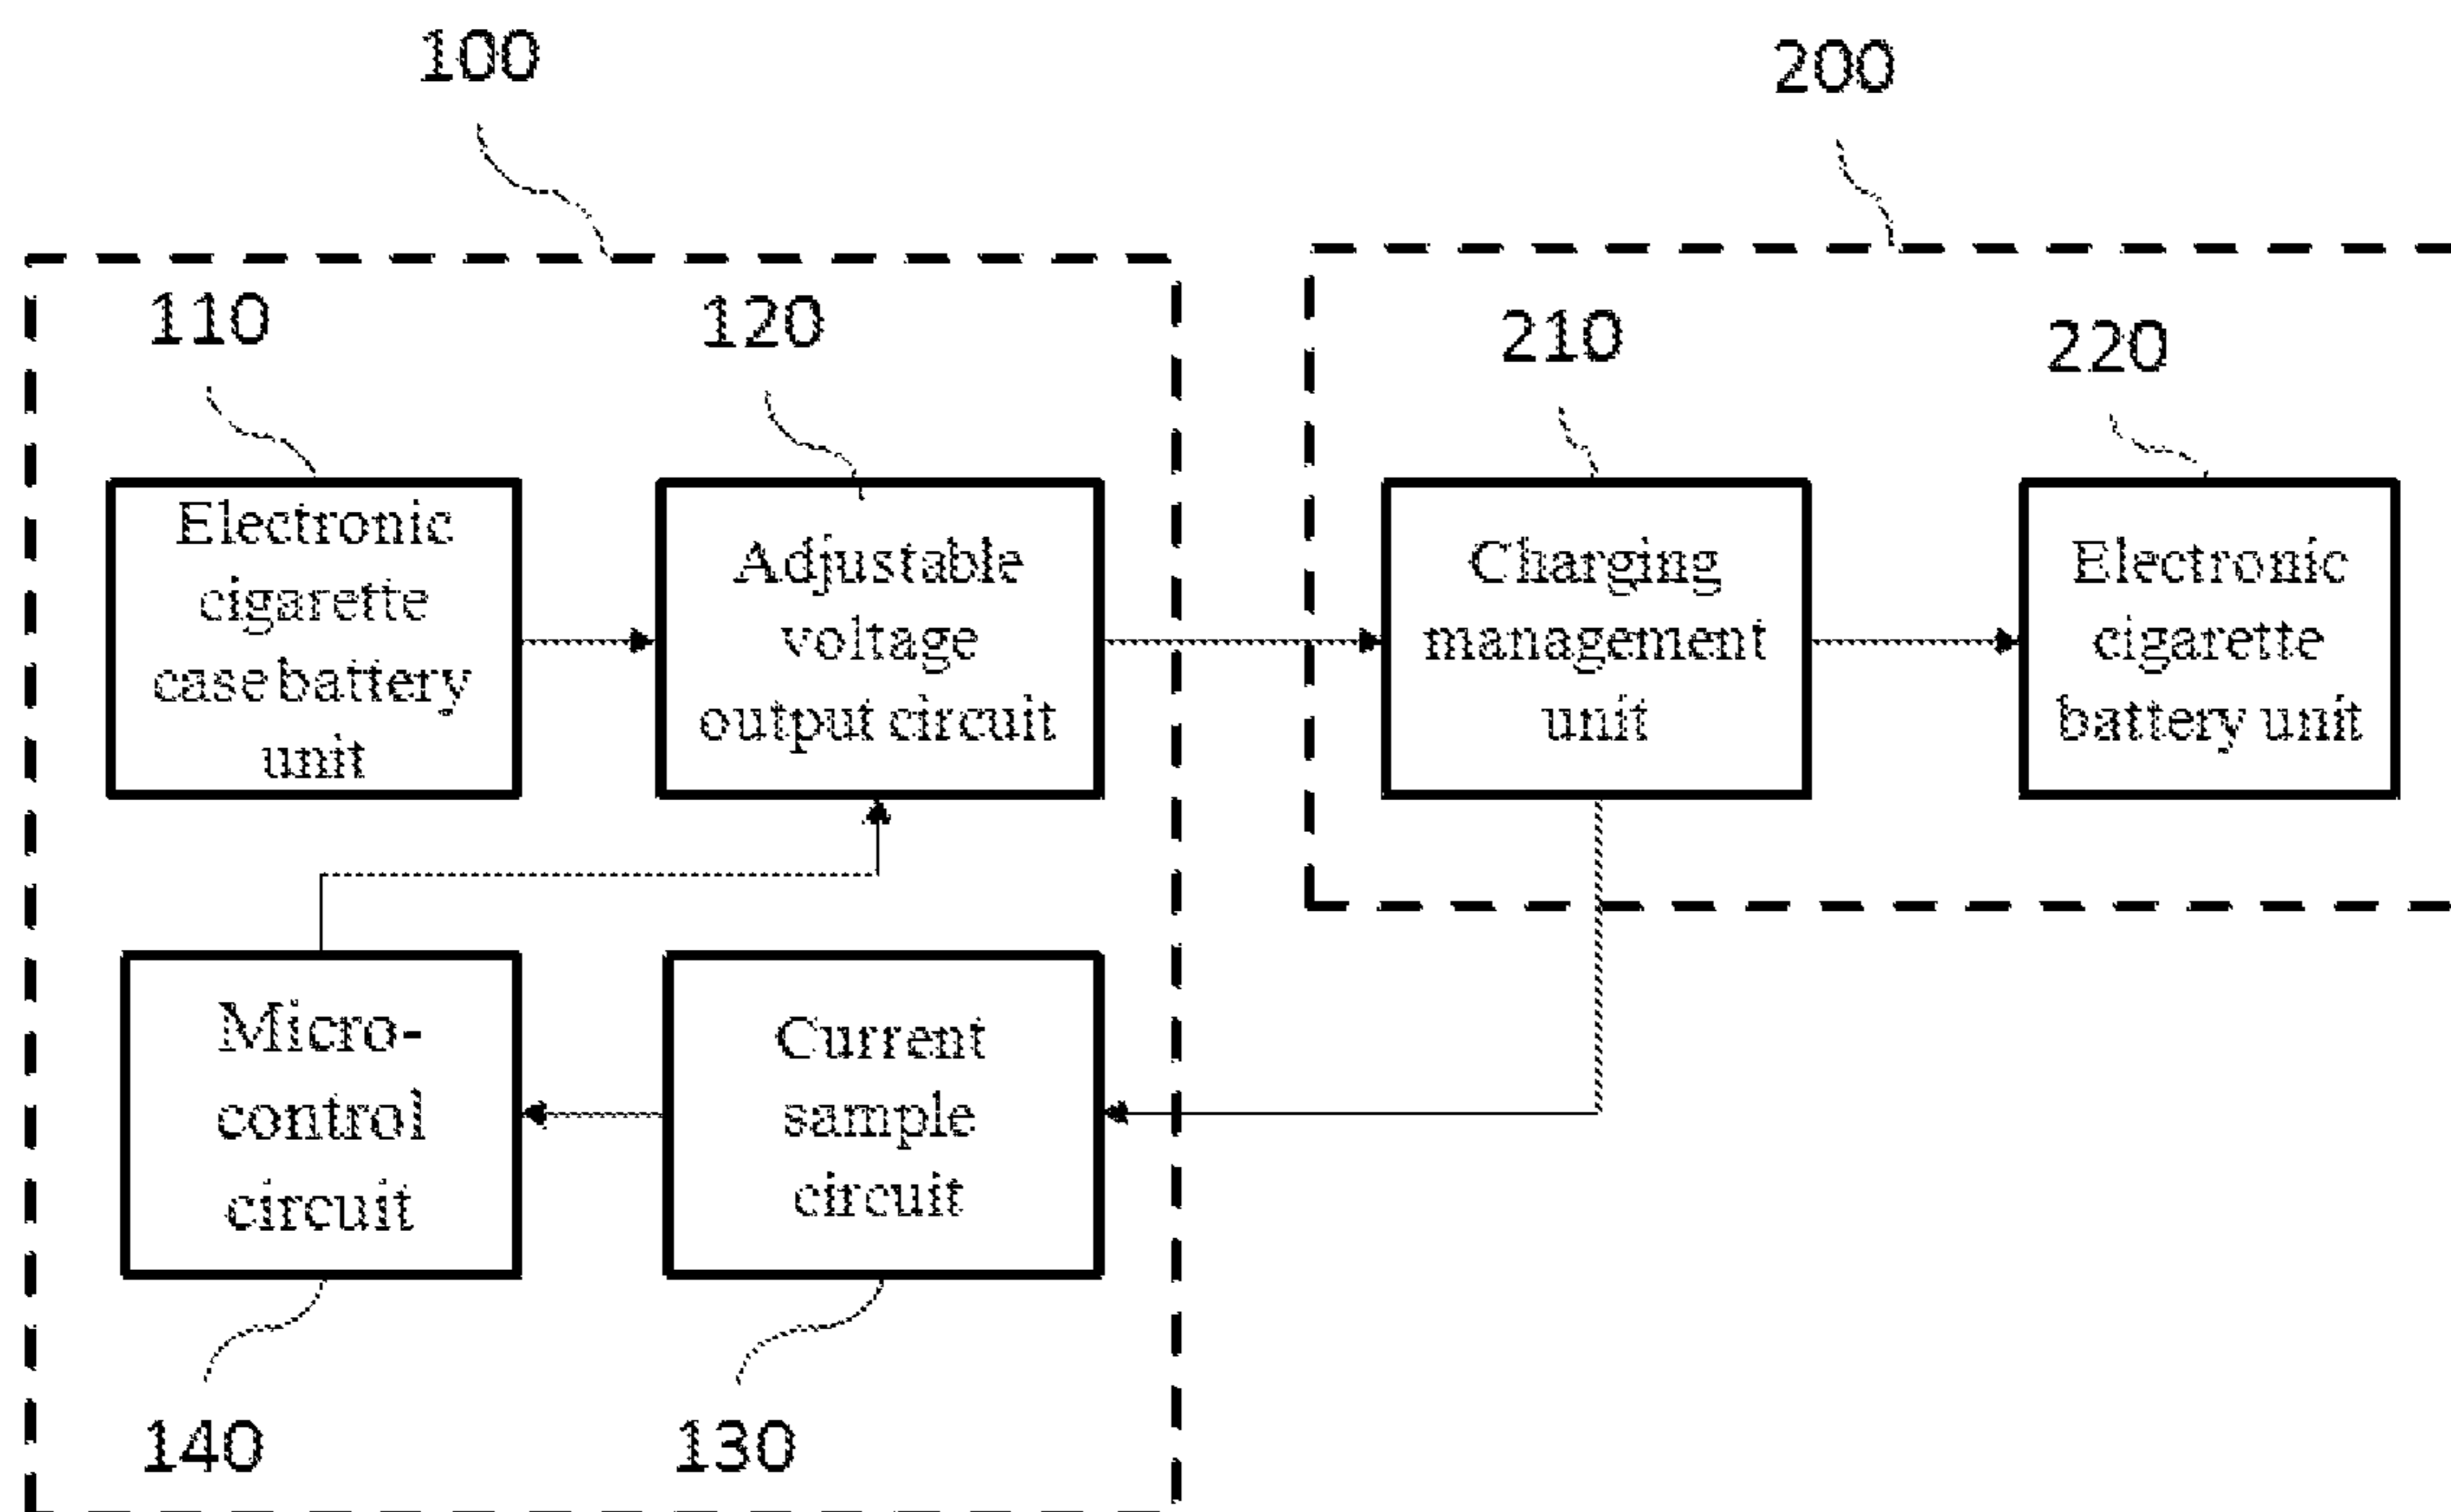 100
200
110
120
210
220
Electronic
cigarette
case battery
unit
Adjustable
voltage
output circuit
Charging
management
unit
Electronic
cigarette
battery unit
Micro-
control
circuit
Current
sample
circuit
140
130